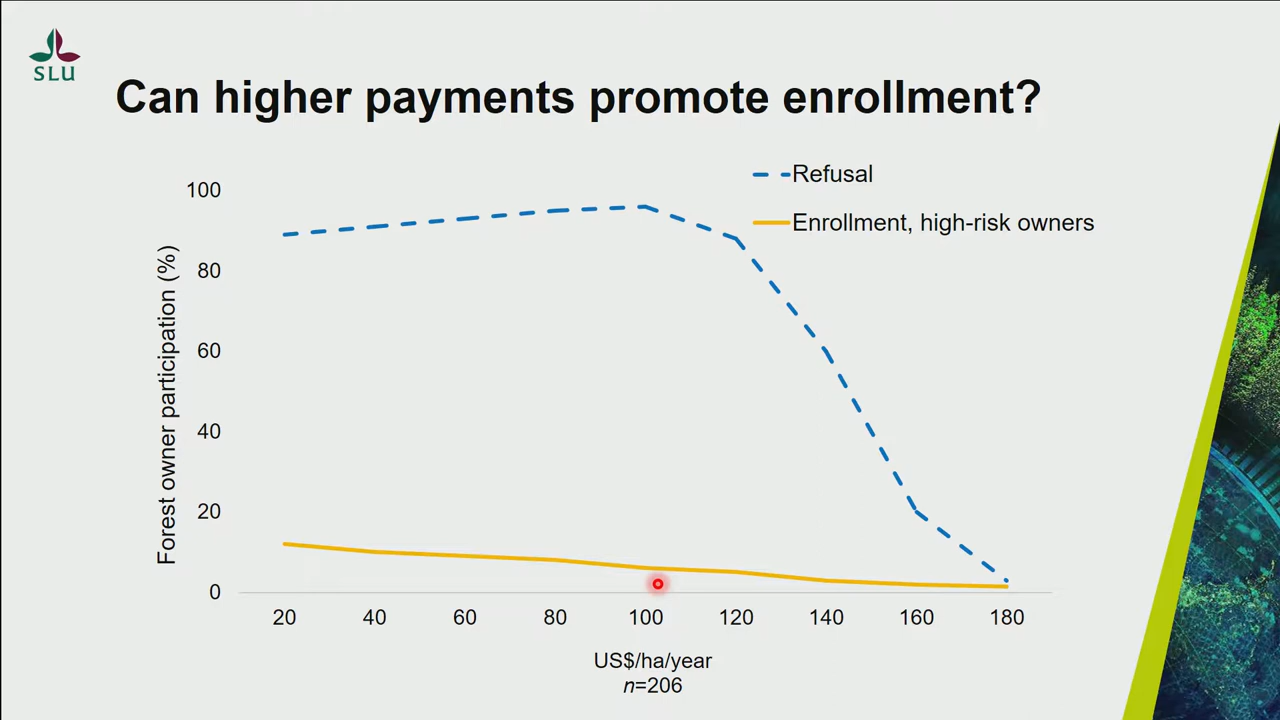 SLU
Can higher payments promote enrollment?
Refusal
Enrollment, high-risk owners
Forest owner participation (%)
100
80
60
40
20
0
20 40 60 80 100 120 140 160 180
US$/ha/year
n=206